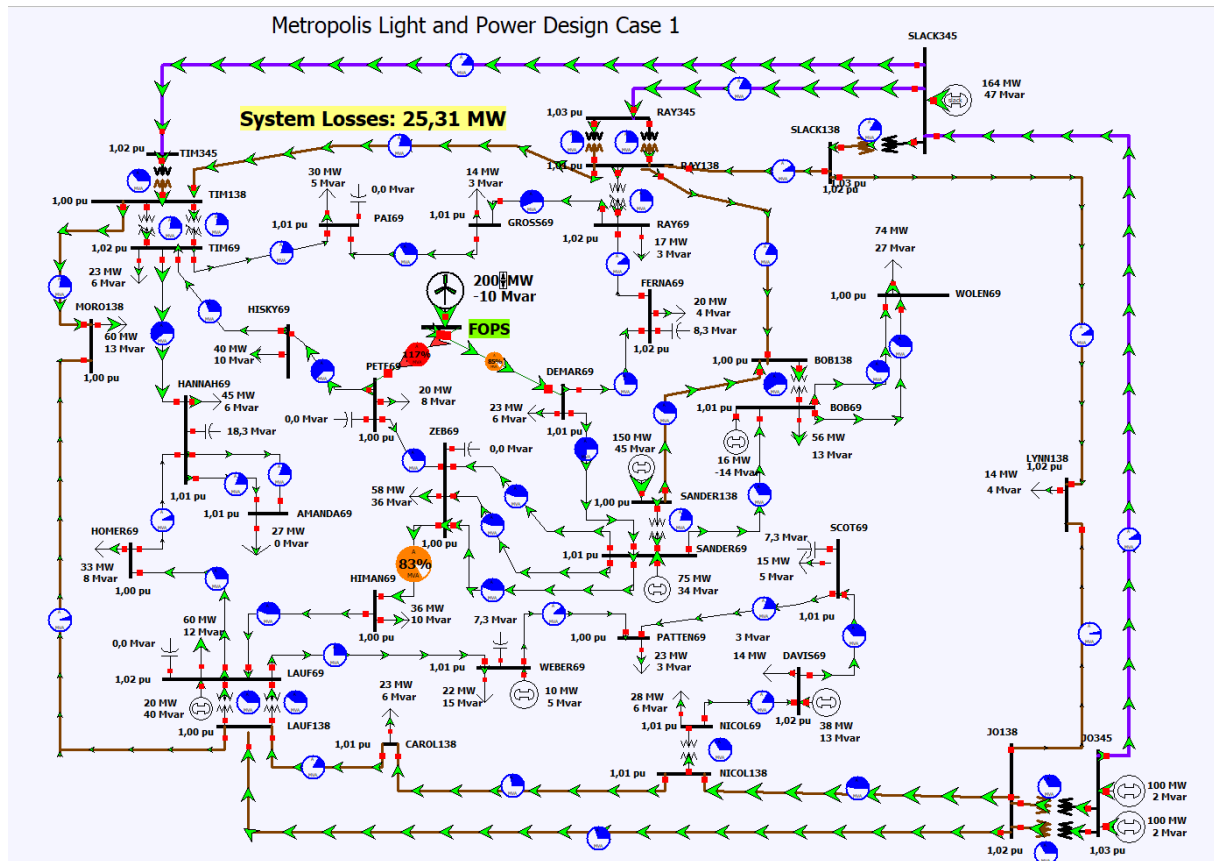 Metropolis Light and Power Design Case 1
SLACK345
164 MW
47 Mvar
slack
System Losses: 25,31 MW
1,03 pu
RAY345
SLACK138
1,02 pu
TIM345
1,01 pu
RAY138
1,02 pu
1,03 pu
30 MW
5 Mvar
0,0 Mvar
14 MW
3 Mvar
1,00 pu
TIM138
PAI69
1,01 pu
1,01 pu
GROSS69
RAY69
1,02 pu
1,02 pu
TIM69
17 MW
3 Mvar
74 MW
27 Mvar
23 MW
6 Mvar
200 MW
-10 Mvar
FERNA69
20 MW
4 Mvar
1,00 pu
WOLEN69
MORO138
HISKY69
FOPS
8,3 Mvar
60 MW
13 Mvar
40 MW
10 Mvar
117%
85%
1,02 pu
1,00 pu
PETE69
DEMAR69
1,00 pu
BOB138
HANNAH69
45 MW
6 Mvar
20 MW
8 Mvar
23 MW
6 Mvar
1,01 pu
BOB69
0,0 Mvar
1,01 pu
18,3 Mvar
1,00 pu
ZEB69
0,0 Mvar
150 MW
45 Mvar
16 MW
-14 Mvar
56 MW
13 Mvar
LYNN138
1,02 pu
14 MW
4 Mvar
1,01 pu
58 MW
36 Mvar
1,00 pu
SANDER138
1,01 pu
AMANDA69
SCOT69
HOMER69
27 MW
0 Mvar
1,00 pu
1,01 pu
SANDER69
7,3 Mvar
15 MW
5 Mvar
33 MW
8 Mvar
83%
HIMAN69
75 MW
34 Mvar
1,00 pu
36 MW
10 Mvar
60 MW
12 Mvar
7,3 Mvar
1,01 pu
0,0 Mvar
1,00 pu
1,00 pu
PATTEN69
3 Mvar
1,01 pu
WEBER69
23 MW
3 Mvar
14 MW
DAVIS69
1,02 pu
LAUF69
23 MW
6 Mvar
22 MW
15 Mvar
10 MW
5 Mvar
28 MW
6 Mvar
20 MW
40 Mvar
1,02 pu
38 MW
13 Mvar
1,00 pu
LAUF138
1,01 pu
CAROL138
1,01 pu
NICOL69
JO138
JO345
1,01 pu
NICOL138
100 MW
2 Mvar
100 MW
2 Mvar
1,02 pu
1,03 pu